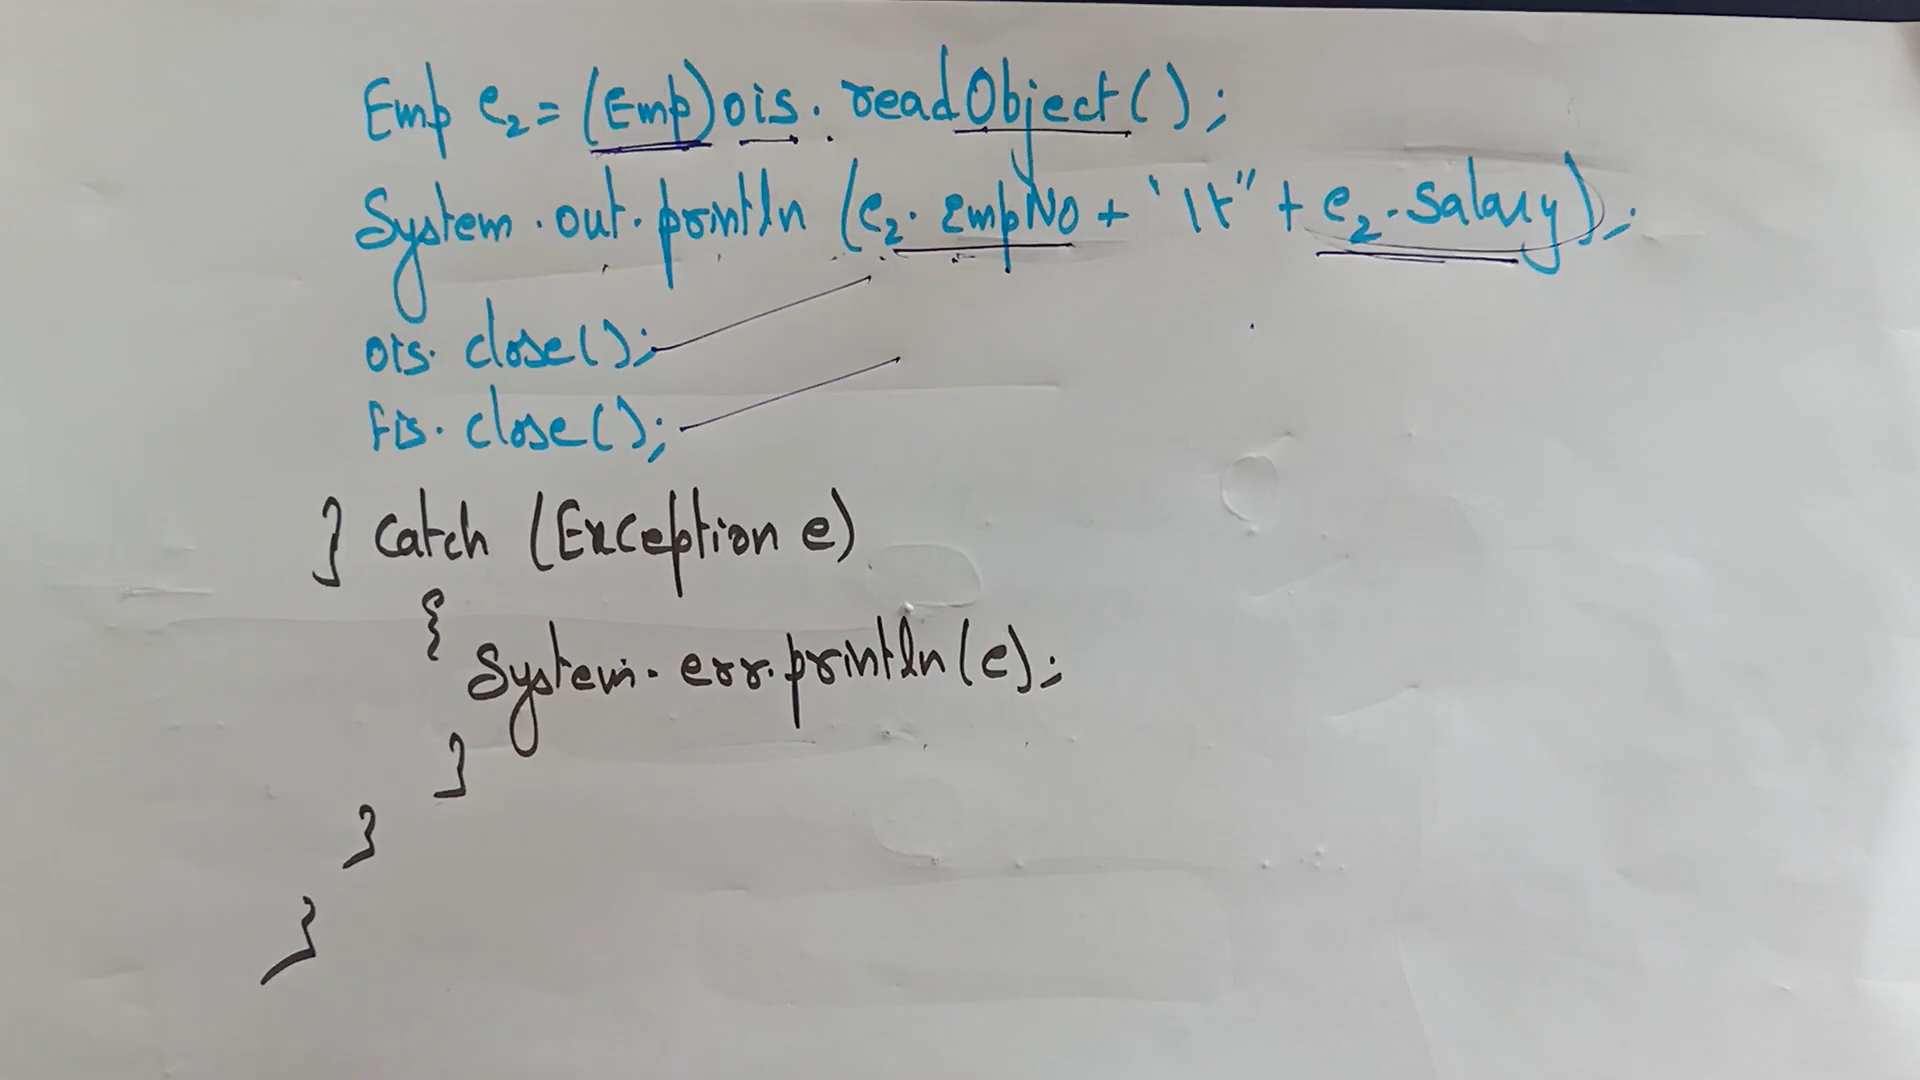 Emp e2 = (Emp)ois.readObject();
System.out.println (e2.EmpNo + "\t" + e2.Salary);
ois.close();
fis.close();
} catch (Exception e)
{
System.err.println(e);
}
}
}